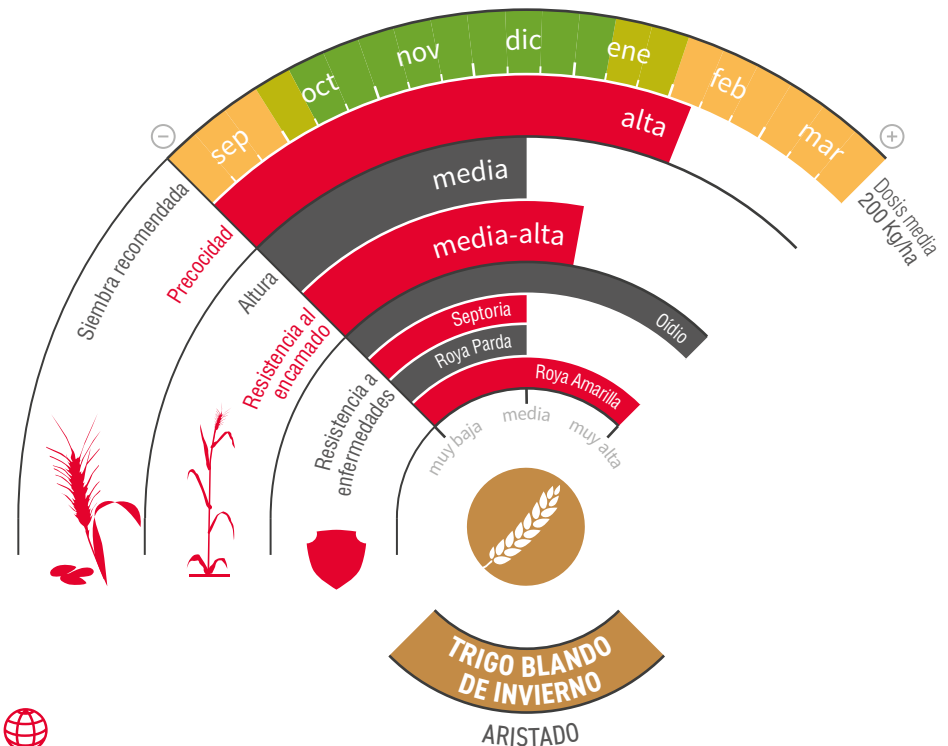 sep
oct
nov
dic
ene
feb
mar
−
+
Siembra recomendada
Dosis media
200 Kg/ha
Precocidad
alta
Altura
media
Resistencia al
encamado
media-alta
Resistencia a
enfermedades
Oídio
Septoria
Roya Parda
Roya Amarilla
muy baja
media
muy alta
TRIGO BLANDO
DE INVIERNO
ARISTADO